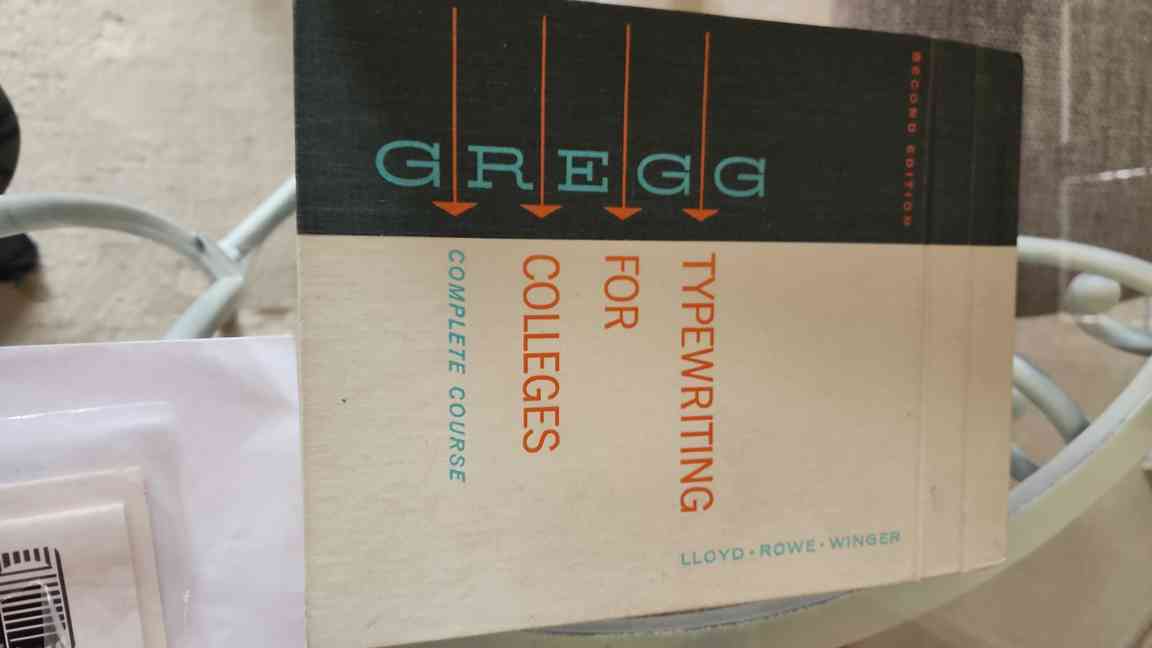 SECOND EDITION
GREGG
TYPEWRITING
FOR
COLLEGES
COMPLETE COURSE
LLOYD · ROWE · WINGER